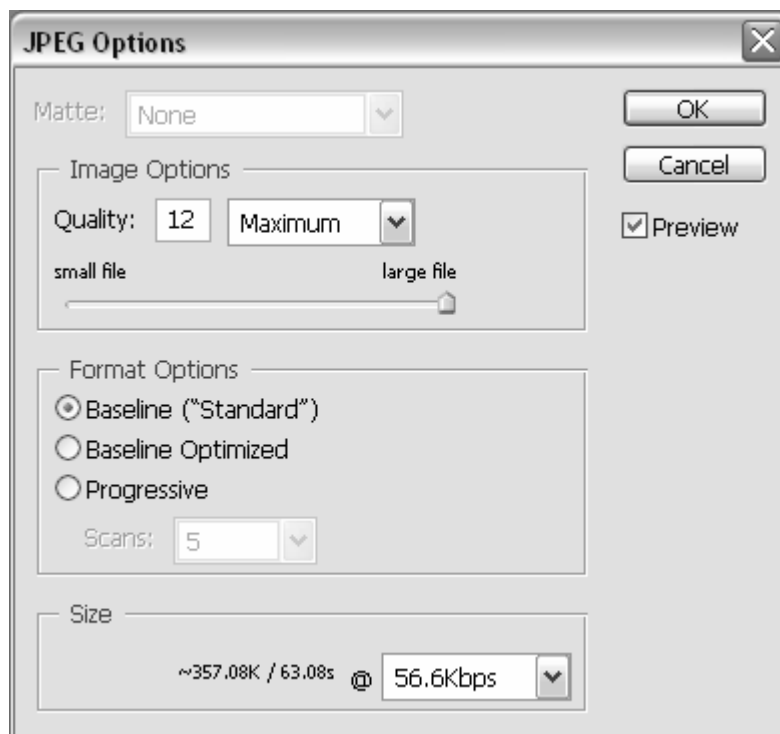 JPEG Options
Matte: None
OK
Cancel
Preview
Image Options
Quality: 12 Maximum
small file large file
Format Options
Baseline (“Standard”)
Baseline Optimized
Progressive
Scans: 5
Size
~357.08K / 63.08s @ 56.6Kbps